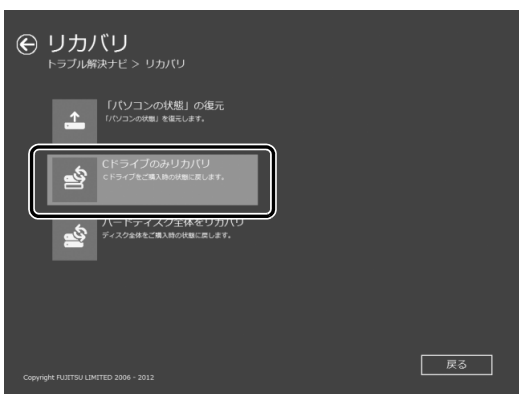 リカバリ
トラブル解決ナビ > リカバリ
「パソコンの状態」の復元
「パソコンの状態」を復元します。
Cドライブのみリカバリ
Cドライブをご購入時の状態に戻します。
ハードディスク全体をリカバリ
ディスク全体をご購入時の状態に戻します。
戻る
Copyright FUJITSU LIMITED 2006 - 2012